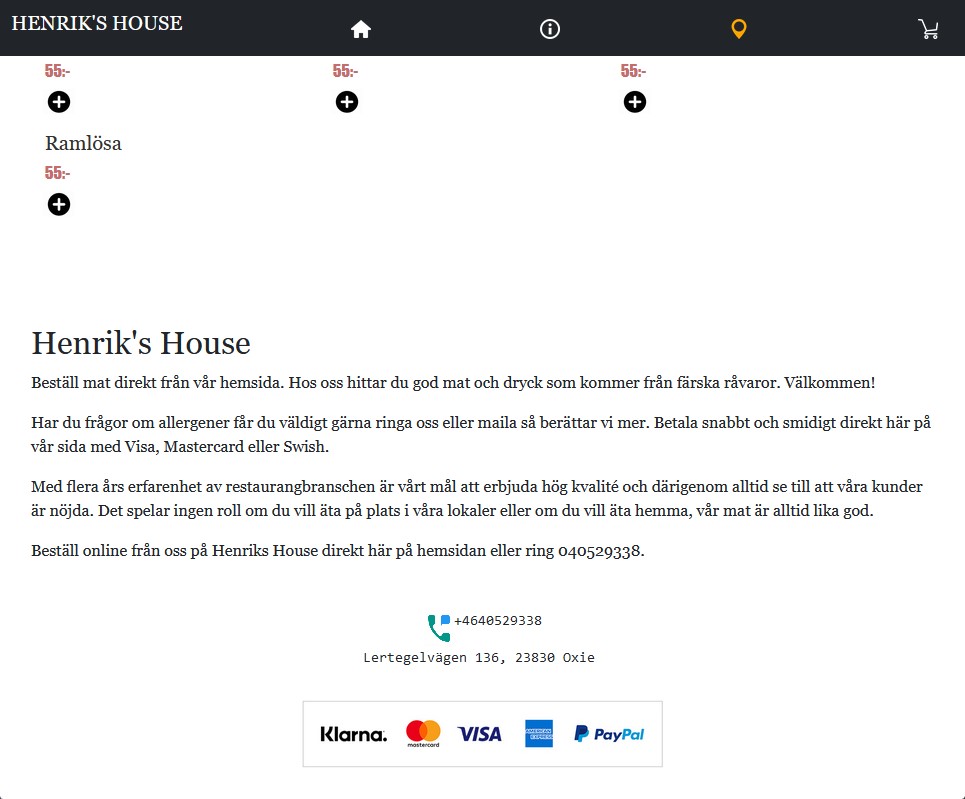 HENRIK'S HOUSE
55:- 55:- 55:-
Ramlösa
55:-
Henrik's House
Beställ mat direkt från vår hemsida. Hos oss hittar du god mat och dryck som kommer från färska råvaror. Välkommen!
Har du frågor om allergener får du väldigt gärna ringa oss eller maila så berättar vi mer. Betala snabbt och smidigt direkt här på
vår sida med Visa, Mastercard eller Swish.
Med flera års erfarenhet av restaurangbranschen är vårt mål att erbjuda hög kvalité och därigenom alltid se till att våra kunder
är nöjda. Det spelar ingen roll om du vill äta på plats i våra lokaler eller om du vill äta hemma, vår mat är alltid lika god.
Beställ online från oss på Henriks House direkt här på hemsidan eller ring 040529338.
+4640529338
Lertegelvägen 136, 23830 Oxie
Klarna. mastercard VISA AMERICAN EXPRESS PayPal